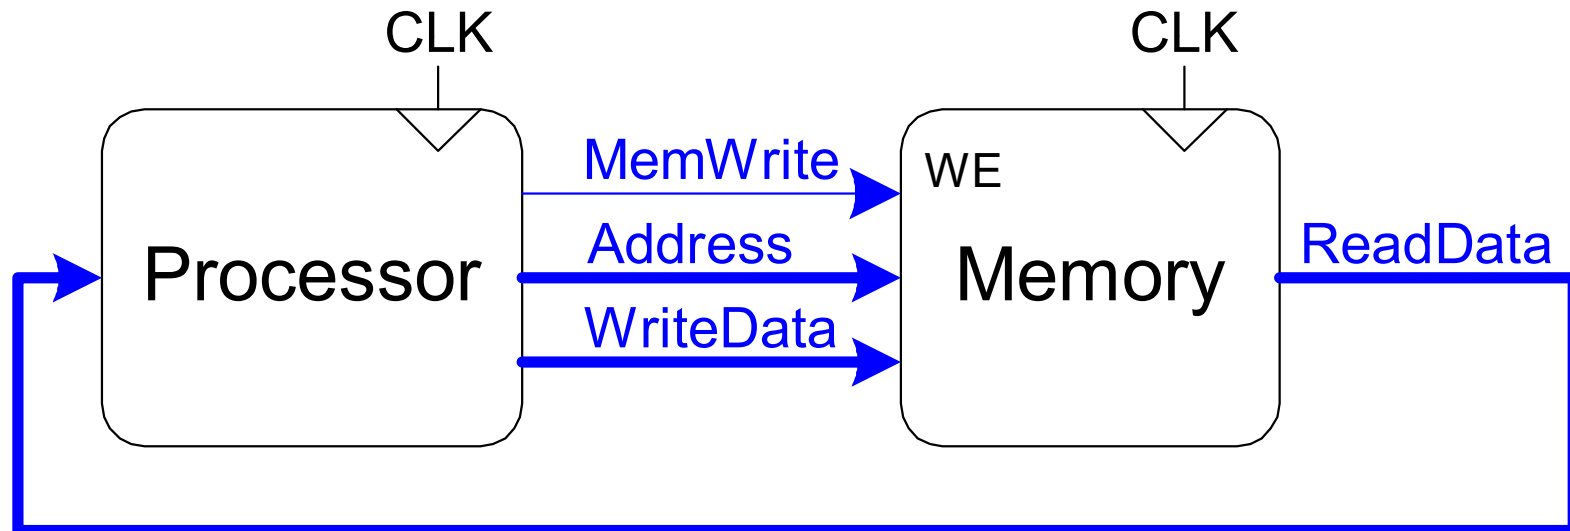 CLK
CLK
MemWrite
WE
Address
ReadData
Processor
Memory
WriteData